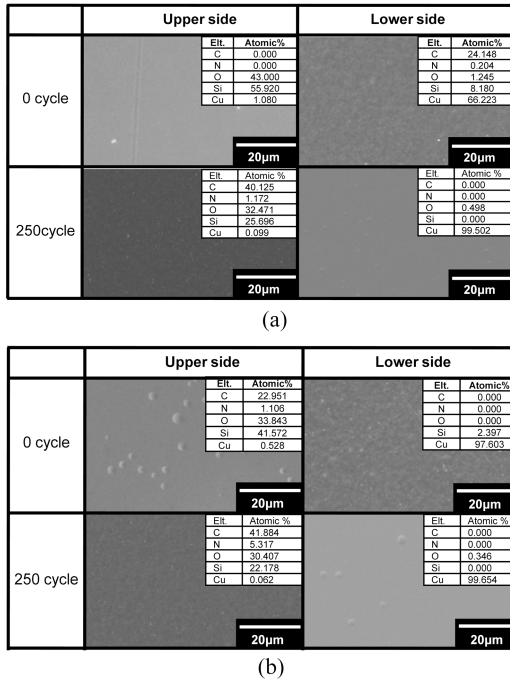 Upper side Lower side
0 cycle
Elt. Atomic%
C 0.000
N 0.000
O 43.000
Si 55.920
Cu 1.080
20μm
Elt. Atomic%
C 24.148
N 0.204
O 1.245
Si 8.180
Cu 66.223
20μm
250cycle
Elt. Atomic %
C 40.125
N 1.172
O 32.471
Si 25.696
Cu 0.099
20μm
Elt. Atomic %
C 0.000
N 0.000
O 0.498
Si 0.000
Cu 99.502
20μm
(a)
Upper side Lower side
0 cycle
Elt. Atomic%
C 22.951
N 1.106
O 33.843
Si 41.572
Cu 0.528
20μm
Elt. Atomic%
C 0.000
N 0.000
O 0.000
Si 2.397
Cu 97.603
20μm
250 cycle
Elt. Atomic %
C 41.884
N 5.317
O 30.407
Si 22.178
Cu 0.062
20μm
Elt. Atomic %
C 0.000
N 0.000
O 0.346
Si 0.000
Cu 99.654
20μm
(b)